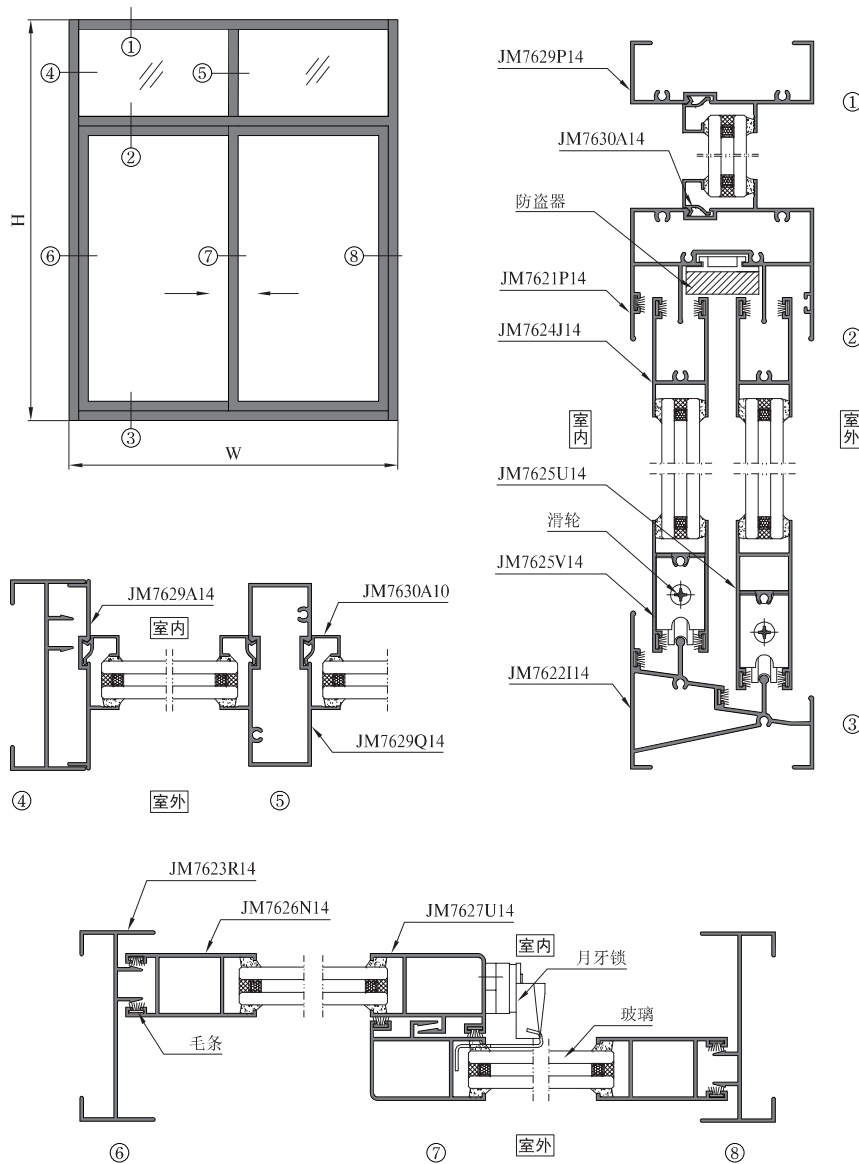 ①
④
⑤
②
H
⑥
⑦
⑧
③
W
JM7629P14
①
JM7630A14
防盗器
JM7621P14
JM7624J14
②
室内
室外
JM7625U14
滑轮
JM7625V14
JM7622I14
③
JM7629A14
室内
JM7630A10
JM7629Q14
④
室外
⑤
JM7623R14
JM7626N14
JM7627U14
室内
月牙锁
毛条
玻璃
⑥
⑦
室外
⑧